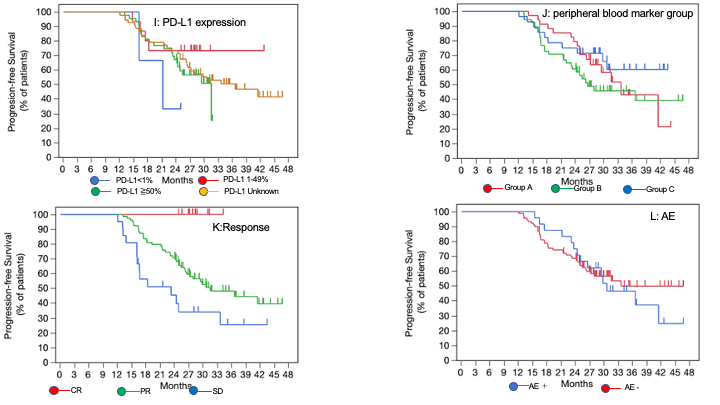 I: PD-L1 expression
Progresion-free Survival
(% of patients)
100
90
80
70
60
50
40
30
20
10
0
0 3 6 9 12 15 18 21 24 27 30 33 36 39 42 45 48
Months
PD-L1<1%
PD-L1 1-49%
PD-L1 ≧50%
PD-L1 Unknown
J: peripheral blood marker group
Progression-free Survival
(% of patients)
100
90
80
70
60
50
40
30
20
10
0
0 3 6 9 12 15 18 21 24 27 30 33 36 39 42 45 48
Months
Group A
Group B
Group C
K:Response
Progression-free Survival
(% of patients)
100
90
80
70
60
50
40
30
20
10
0
0 3 6 9 12 15 18 21 24 27 30 33 36 39 42 45 48
Months
CR
PR
SD
L: AE
Progression-free Survival
(% of patients)
100
90
80
70
60
50
40
30
20
10
0
0 3 6 9 12 15 18 21 24 27 30 33 36 39 42 45 48
Months
AE +
AE -